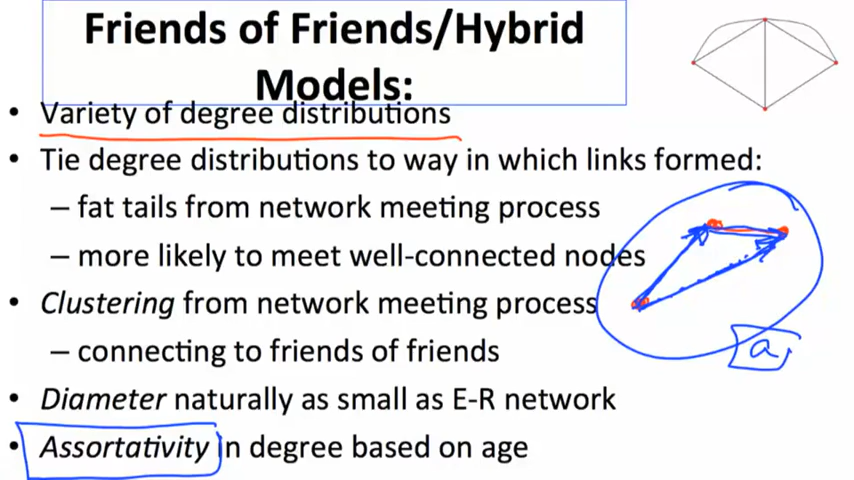 Friends of Friends/Hybrid
Models:
• Variety of degree distributions
• Tie degree distributions to way in which links formed:
– fat tails from network meeting process
– more likely to meet well-connected nodes
• Clustering from network meeting process
– connecting to friends of friends
a
• Diameter naturally as small as E-R network
• Assortativity in degree based on age